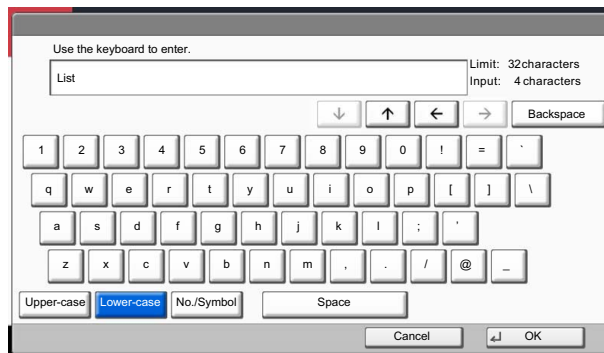 Use the keyboard to enter.
Limit: 32characters
List
Input: 4 characters
↓ ↑ ← → Backspace
1 2 3 4 5 6 7 8 9 0 ! = `
q w e r t y u i o p [ ] \
a s d f g h j k l ; '
z x c v b n m , . / @ _
Upper-case Lower-case No./Symbol Space
Cancel ↵ OK